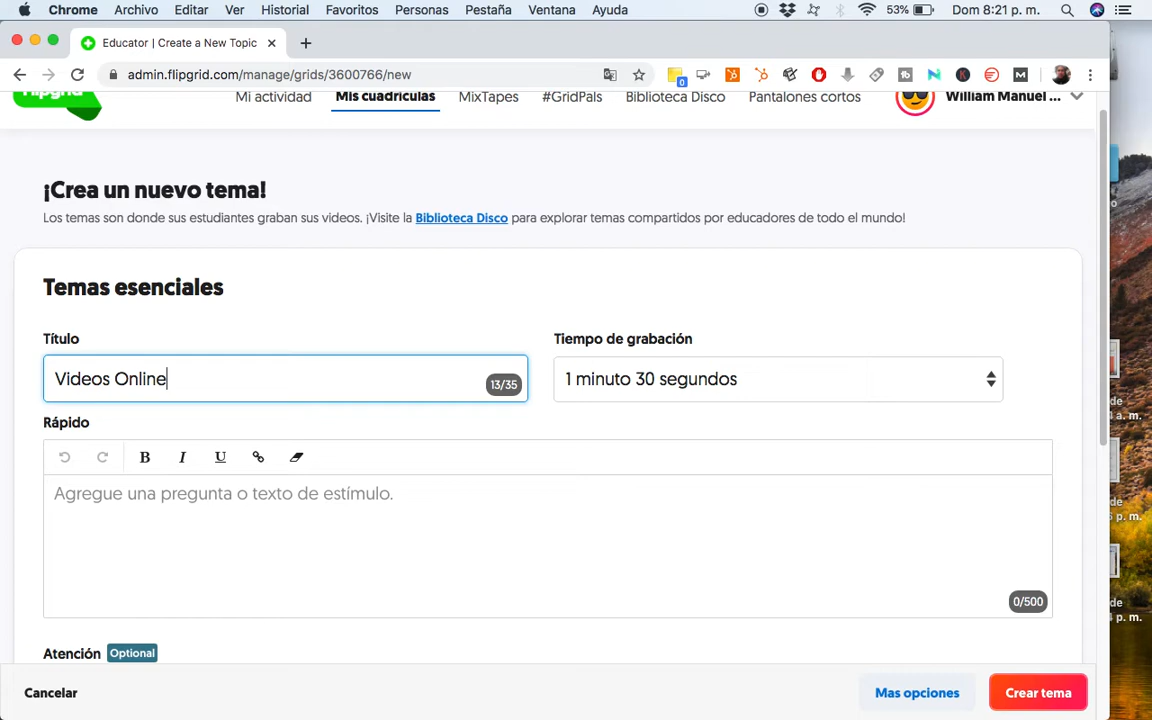 Chrome Archivo Editar Ver Historial Favoritos Personas Pestaña Ventana Ayuda 53% Dom 8:21 p. m.
Educator | Create a New Topic
admin.flipgrid.com/manage/grids/3600766/new
0
Mi actividad Mis cuadrículas MixTapes #GridPals Biblioteca Disco Pantalones cortos William Manuel ...
¡Crea un nuevo tema!
Los temas son donde sus estudiantes graban sus videos. ¡Visite la Biblioteca Disco para explorar temas compartidos por educadores de todo el mundo!
Temas esenciales
Título Tiempo de grabación
Videos Online 13/35 1 minuto 30 segundos
Rápido
B I U
Agregue una pregunta o texto de estímulo.
0/500
Atención Optional
Cancelar Mas opciones Crear tema